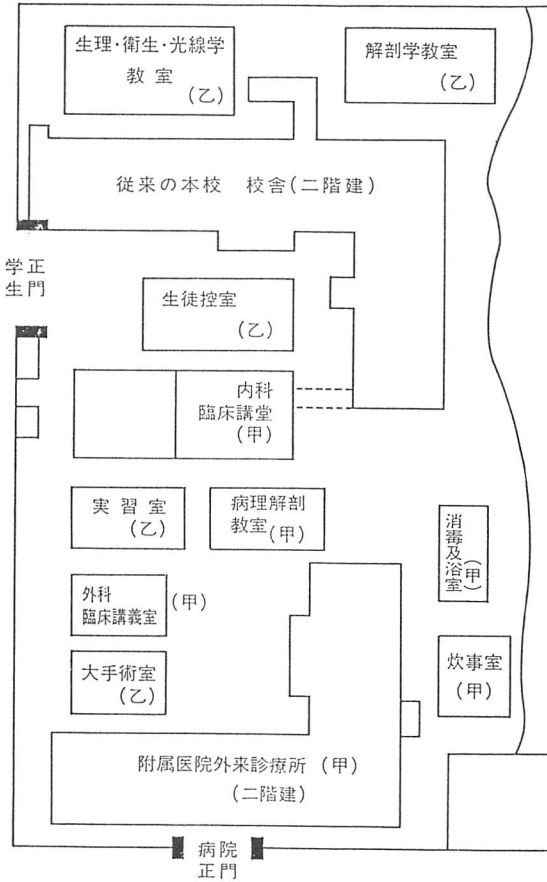 生理・衛生・光線学
教室
(乙)
解剖学教室
(乙)
従来の本校 校舎(二階建)
正門
学生
生徒控室
(乙)
内科
臨床講堂
(甲)
実習室
(乙)
病理解剖
教室(甲)
消毒及浴室(甲)
外科
臨床講義室
(甲)
大手術室
(乙)
炊事室
(甲)
附属医院外来診療所(甲)
(二階建)
病院
正門